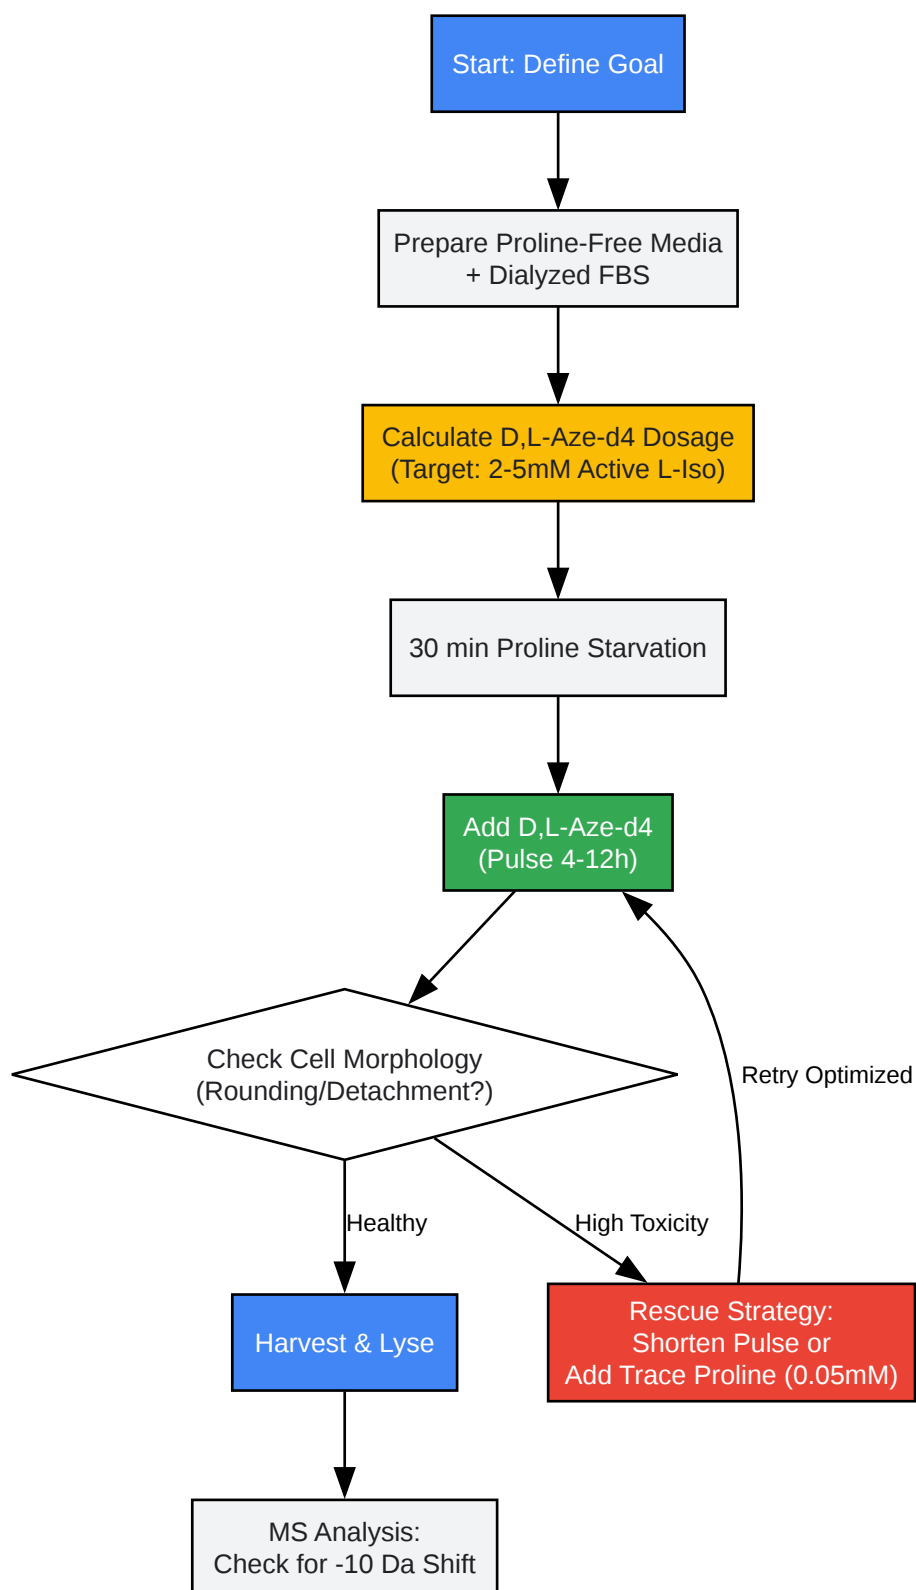 Start: Define Goal
Prepare Proline-Free Media
+ Dialyzed FBS
Calculate D,L-Aze-d4 Dosage
(Target: 2-5mM Active L-Iso)
30 min Proline Starvation
Add D,L-Aze-d4
(Pulse 4-12h)
Check Cell Morphology
(Rounding/Detachment?)
Retry Optimized
Healthy
High Toxicity
Harvest & Lyse
Rescue Strategy:
Shorten Pulse or
Add Trace Proline (0.05mM)
MS Analysis:
Check for -10 Da Shift